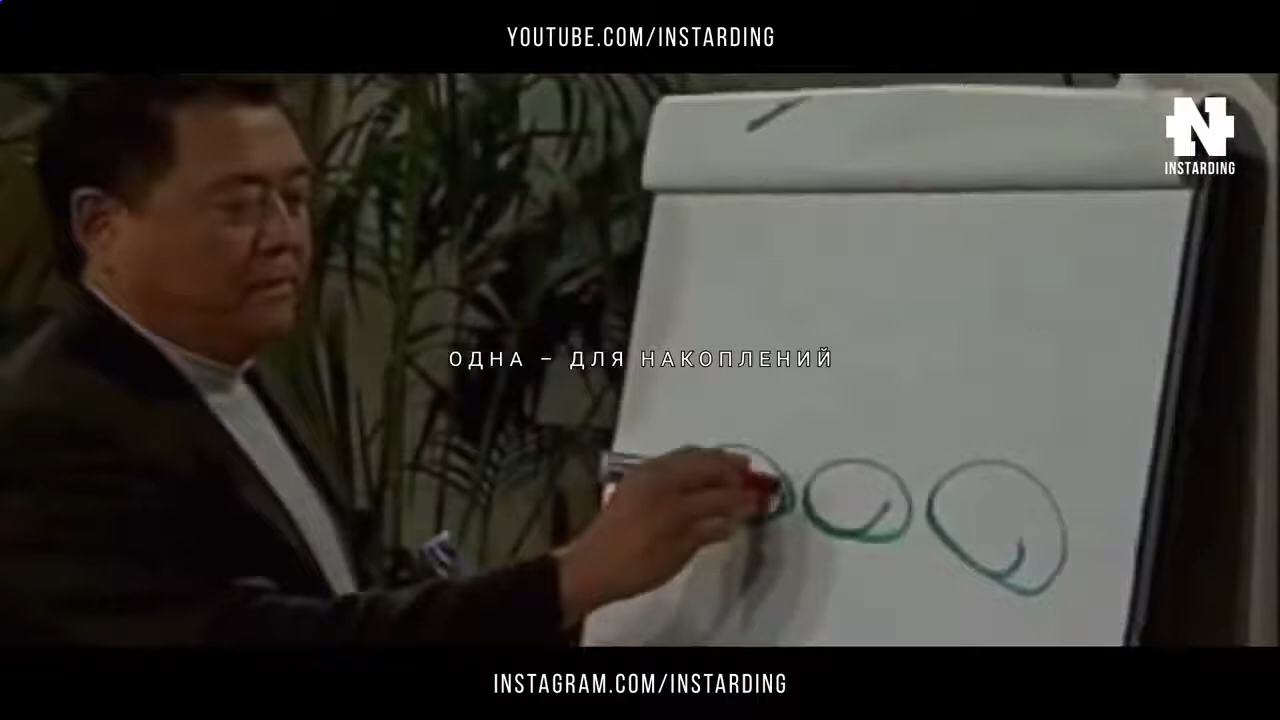 YOUTUBE.COM/INSTARDING
N
INSTARDING
ОДНА – ДЛЯ НАКОПЛЕНИЙ
INSTAGRAM.COM/INSTARDING